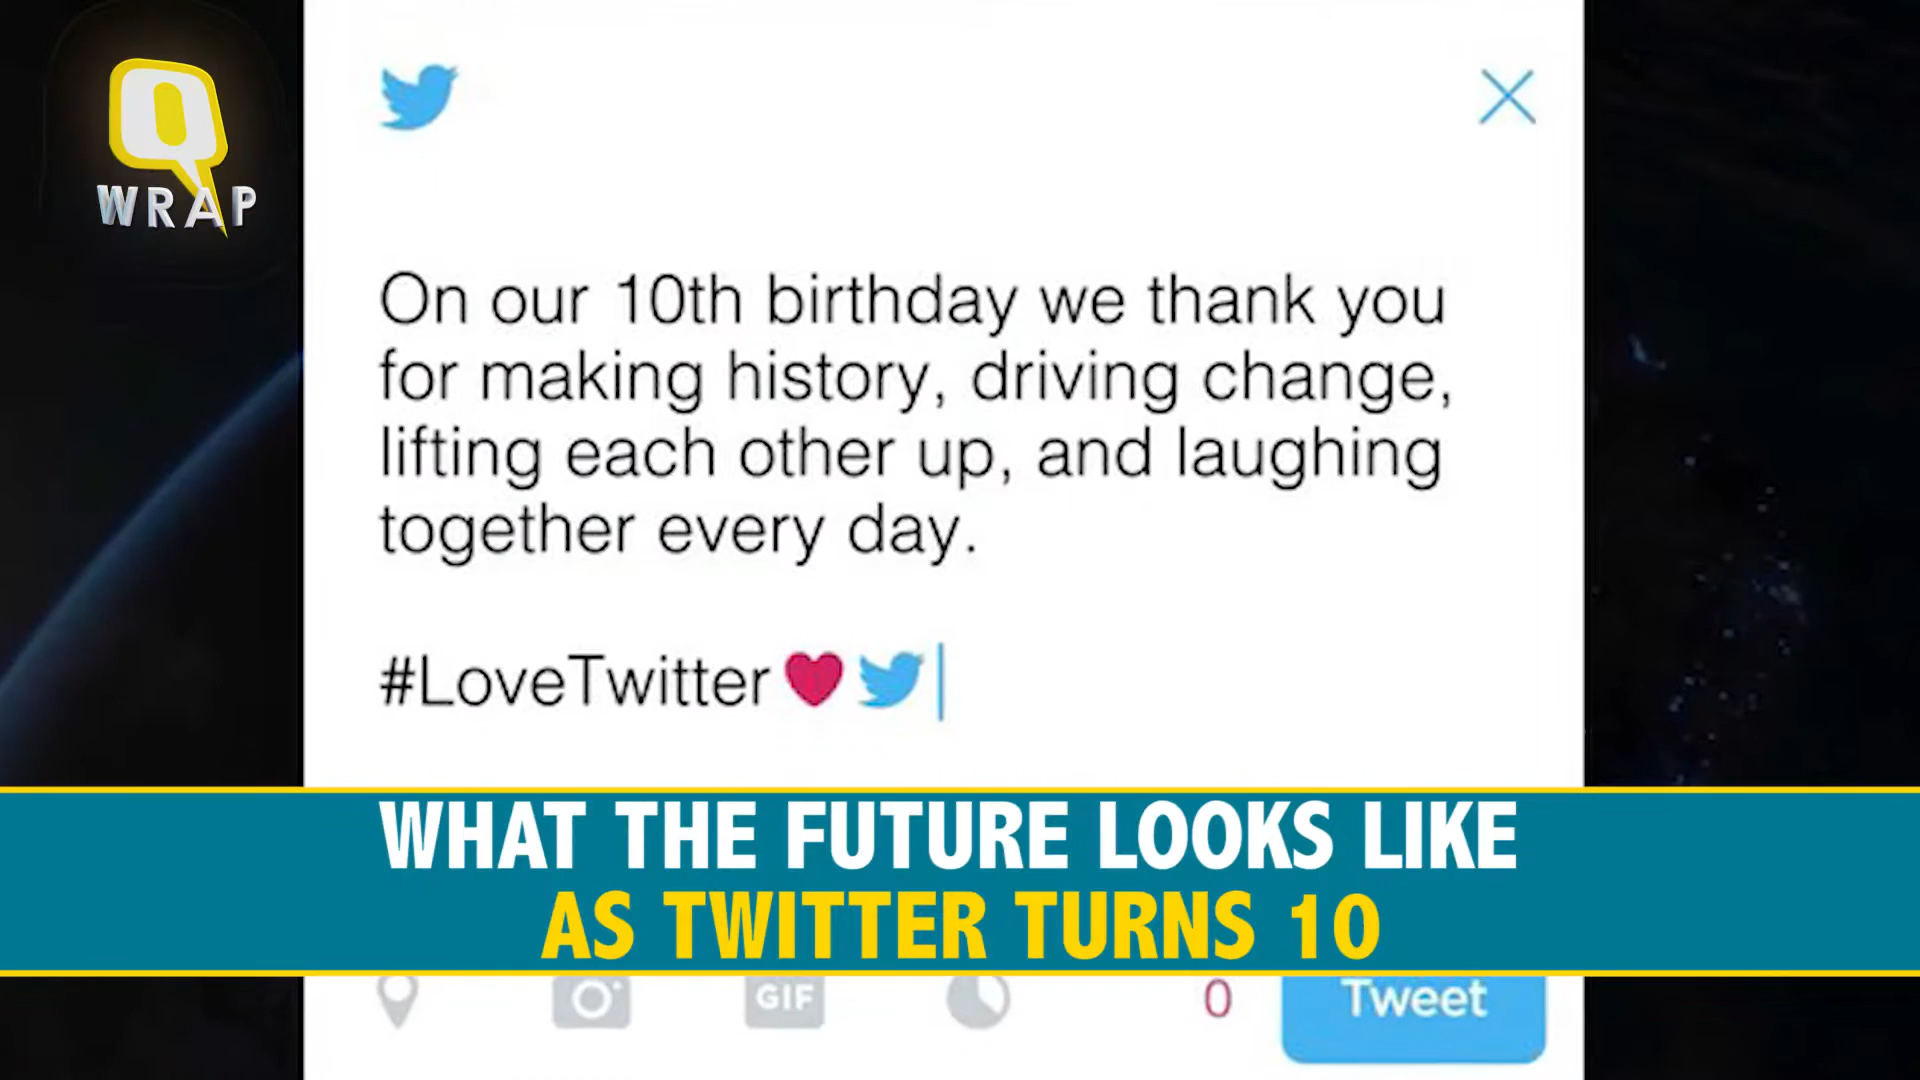 Q
WRAP
On our 10th birthday we thank you
for making history, driving change,
lifting each other up, and laughing
together every day.
#LoveTwitter
WHAT THE FUTURE LOOKS LIKE
AS TWITTER TURNS 10
GIF
0
Tweet